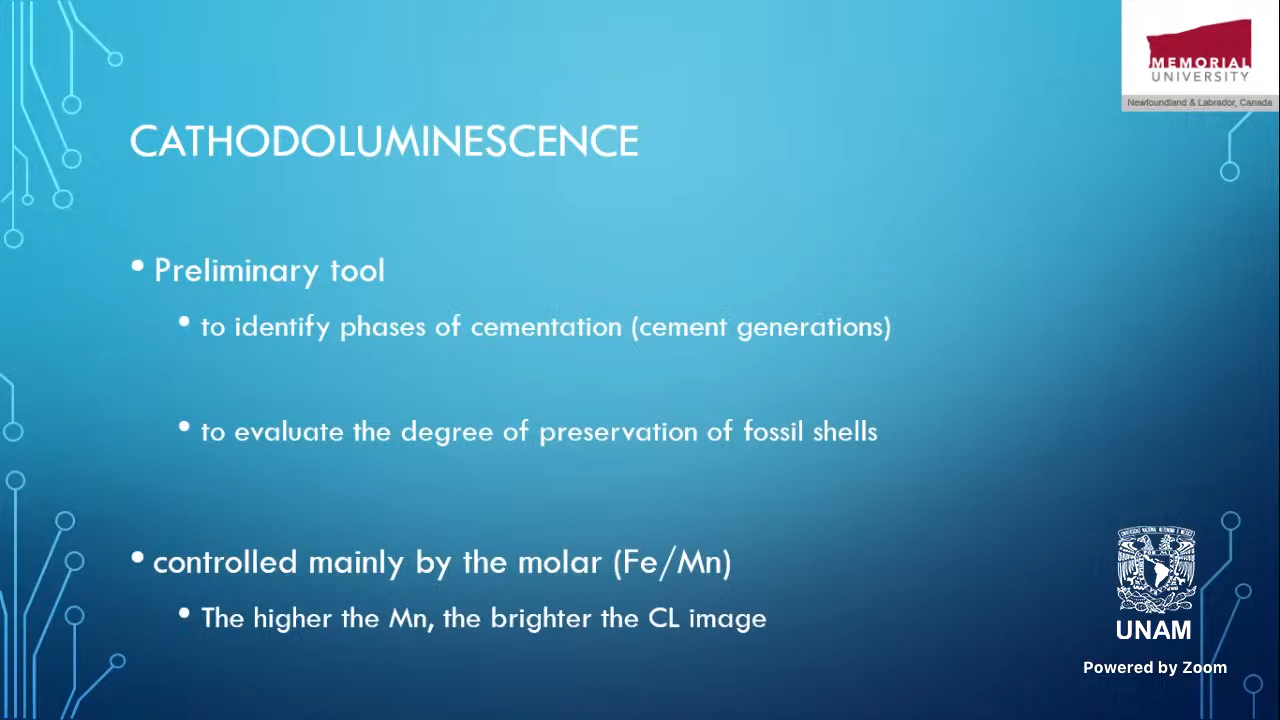 MEMORIAL
UNIVERSITY
Newfoundland & Labrador, Canada
CATHODOLUMINESCENCE
• Preliminary tool
• to identify phases of cementation (cement generations)
• to evaluate the degree of preservation of fossil shells
• controlled mainly by the molar (Fe/Mn)
• The higher the Mn, the brighter the CL image
UNAM
Powered by Zoom